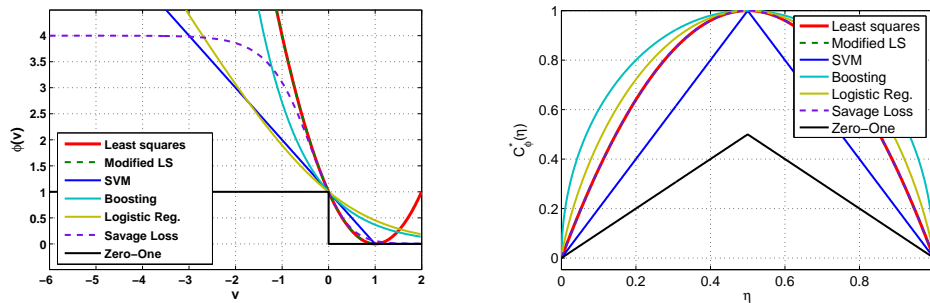 4
3.5
3
2.5
2
1.5
1
0.5
0
φ(v)
Least squares
Modified LS
SVM
Boosting
Logistic Reg.
Savage Loss
Zero−One
−6 −5 −4 −3 −2 −1 0 1 2
v
1
0.8
0.6
0.4
0.2
0
C*φ(η)
Least squares
Modified LS
SVM
Boosting
Logistic Reg.
Savage Loss
Zero−One
0 0.2 0.4 0.6 0.8
η